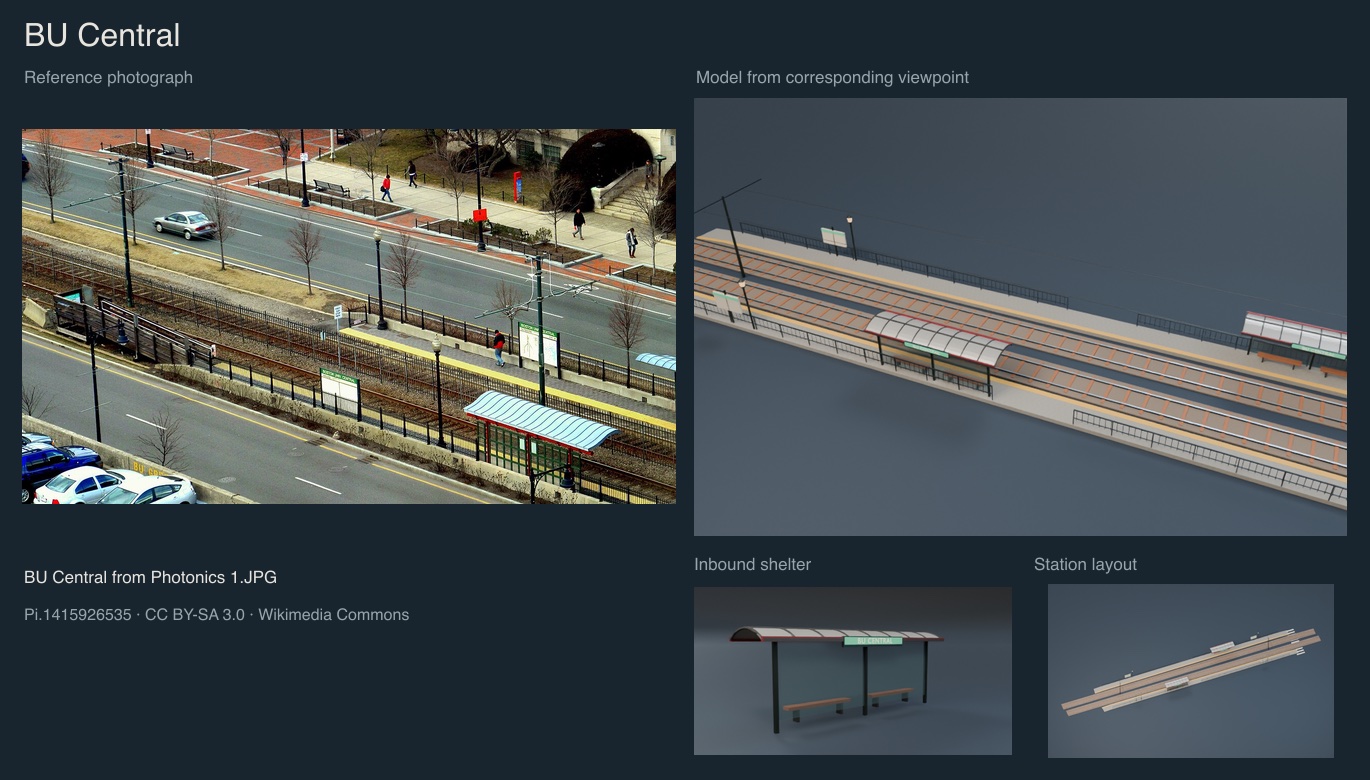 BU Central
Reference photograph
Model from corresponding viewpoint
BU Central from Photonics 1.JPG
Pi.1415926535 · CC BY-SA 3.0 · Wikimedia Commons
Inbound shelter
Station layout
BU CENTRAL